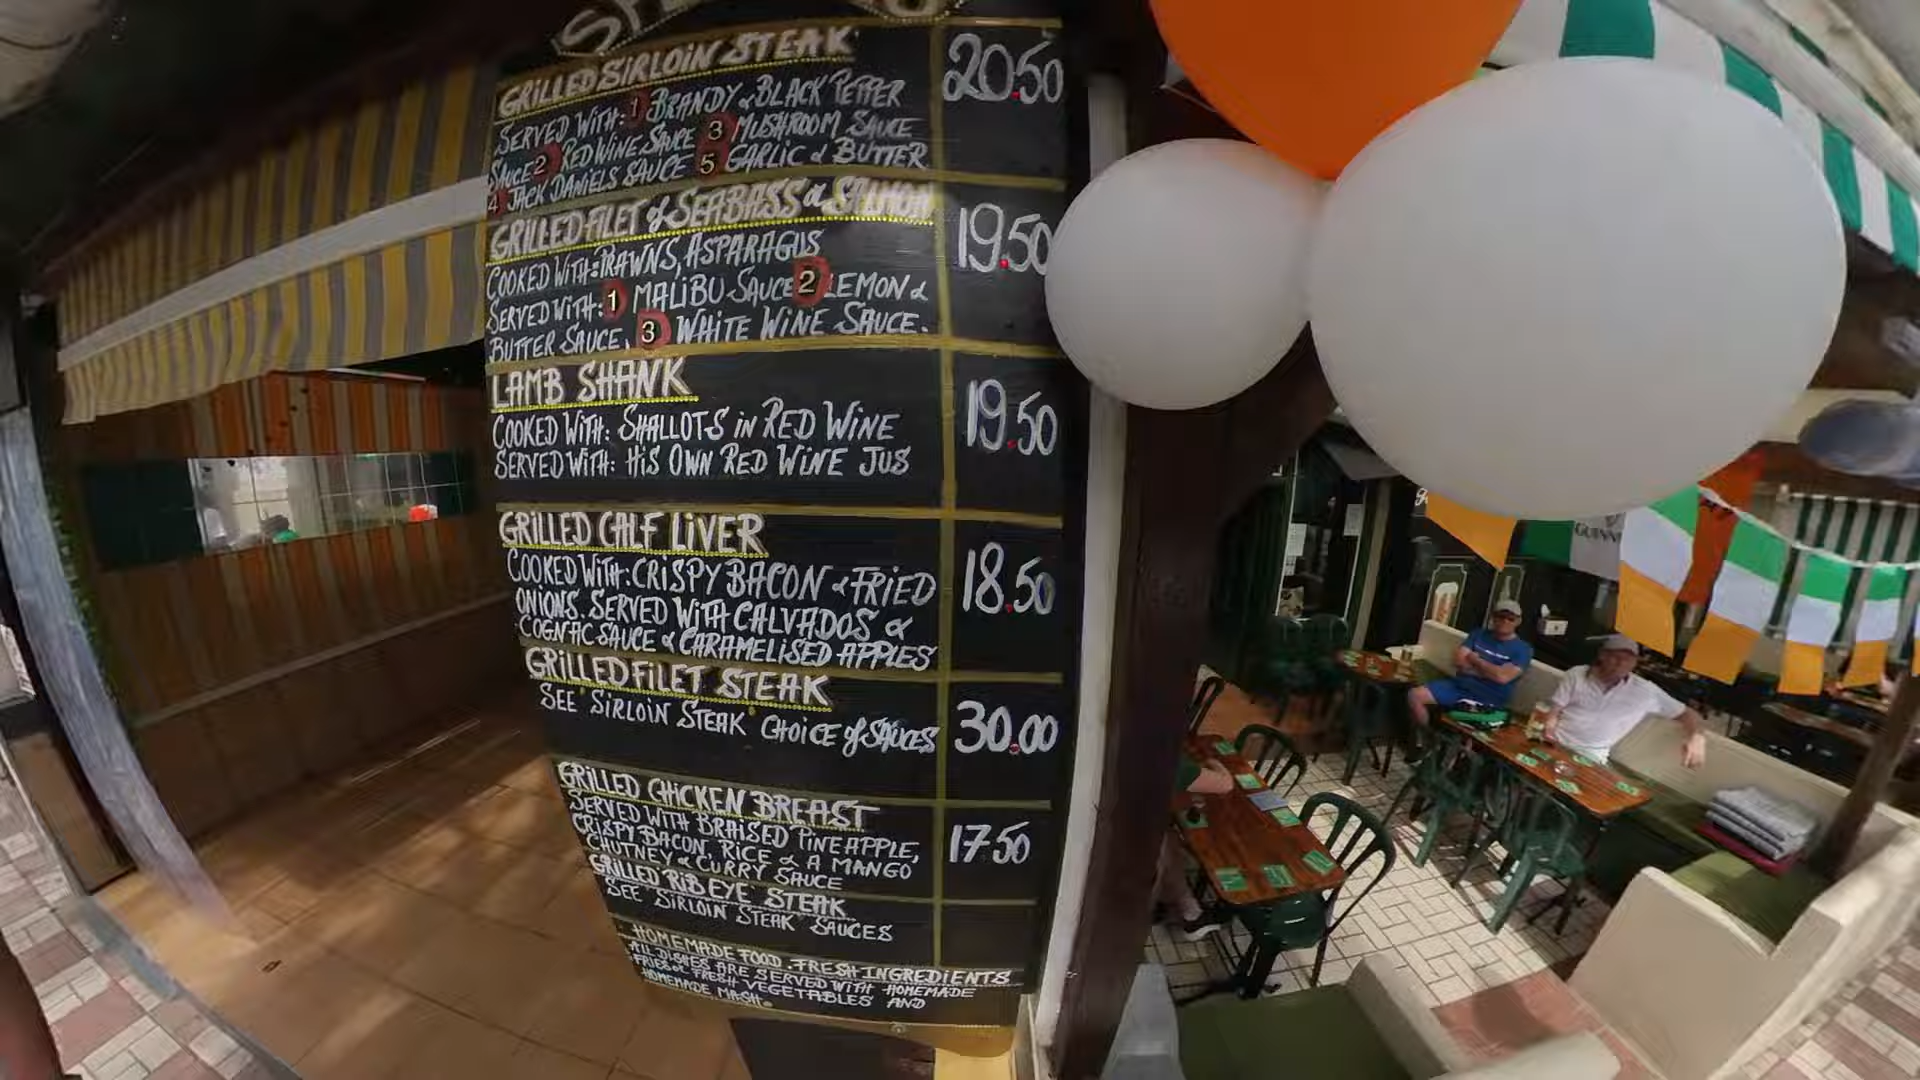 GRILLED SIRLOIN STEAK 20.50
SERVED WITH: 1 BRANDY & BLACK PEPPER
SAUCE 2 RED WINE SAUCE 3 MUSHROOM SAUCE
4 JACK DANIELS SAUCE 5 GARLIC & BUTTER
GRILLED FILET of SEABASS & SALMON 19.50
COOKED WITH: PRAWNS, ASPARAGUS
SERVED WITH: 1 MALIBU SAUCE 2 LEMON &
BUTTER SAUCE, 3 WHITE WINE SAUCE.
LAMB SHANK 19.50
COOKED WITH: SHALLOTS in RED WINE
SERVED WITH: HIS OWN RED WINE JUS
GRILLED CALF LIVER 18.50
COOKED WITH: CRISPY BACON & FRIED
ONIONS. SERVED WITH CALVADOS &
COGNAC SAUCE & CARAMELISED APPLES
GRILLED FILET STEAK 30.00
SEE "SIRLOIN STEAK" CHOICE of SAUCES
GRILLED CHICKEN BREAST 17.50
SERVED WITH BRAISED PINEAPPLE,
CRISPY BACON, RICE & A MANGO
CHUTNEY & CURRY SAUCE
GRILLED RIB EYE STEAK
SEE SIRLOIN STEAK SAUCES
HOMEMADE FOOD. FRESH INGREDIENTS
ALL DISHES ARE SERVED WITH HOMEMADE
FRIES & FRESH VEGETABLES AND
HOMEMADE MASH.